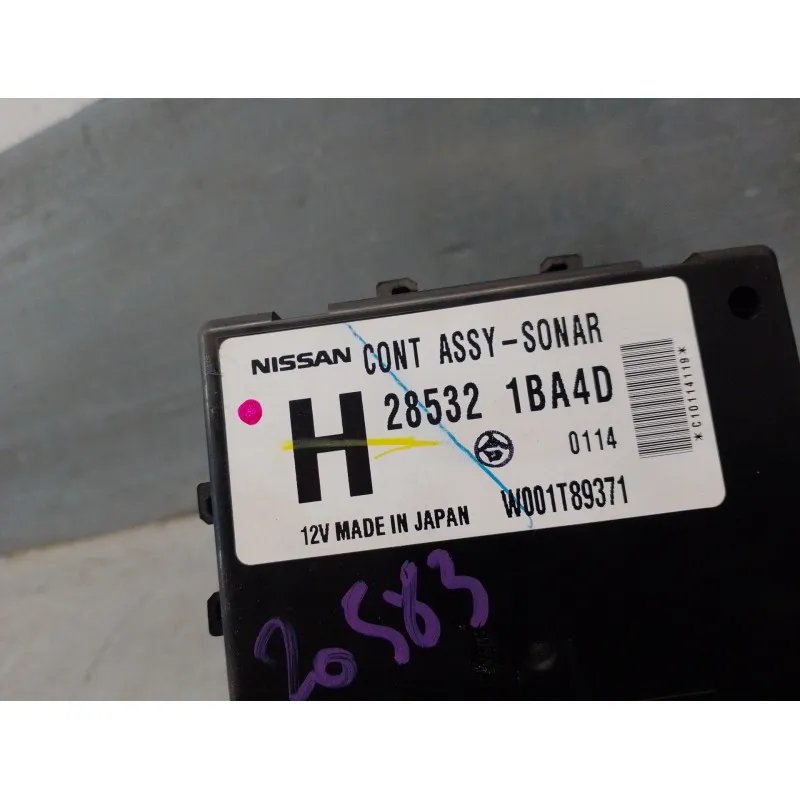 NISSAN CONT ASSY-SONAR
H 28532 1BA4D
0114
12V MADE IN JAPAN W001T89371
*C10114119*
20583